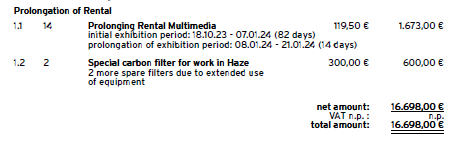 Prolongation of Rental
1.1 14 Prolonging Rental Multimedia 119,50 € 1.673,00 €
initial exhibition period: 18.10.23 - 07.01.24 (82 days)
prolongation of exhibition period: 08.01.24 - 21.01.24 (14 days)
1.2 2 Special carbon filter for work in Haze 300,00 € 600,00 €
2 more spare filters due to extended use
of equipment
net amount: 16.698,00 €
VAT n.p. : n.p.
total amount: 16.698,00 €